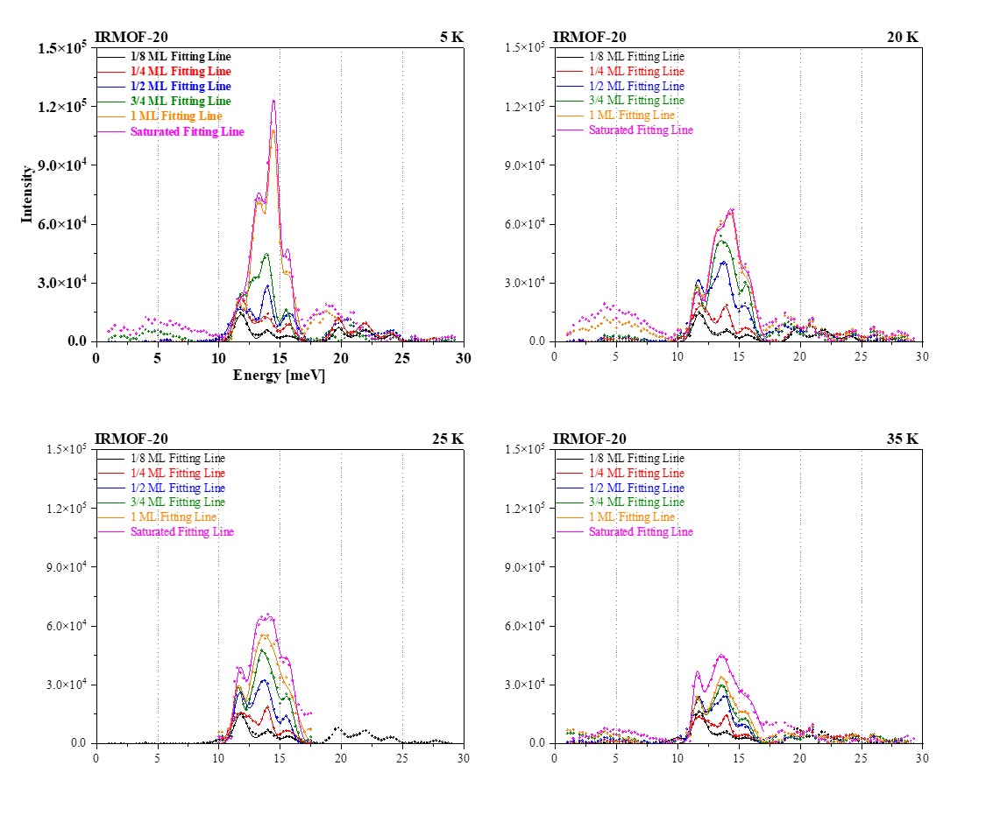 IRMOF-20 5 K
1.5×10⁵
1/8 ML Fitting Line
1/4 ML Fitting Line
1/2 ML Fitting Line
3/4 ML Fitting Line
1 ML Fitting Line
Saturated Fitting Line
1.2×10⁵
9.0×10⁴
6.0×10⁴
3.0×10⁴
0.0
Intensity
0 5 10 15 20 25 30
Energy [meV]
IRMOF-20 20 K
1.5×10⁵
1/8 ML Fitting Line
1/4 ML Fitting Line
1/2 ML Fitting Line
3/4 ML Fitting Line
1 ML Fitting Line
Saturated Fitting Line
1.2×10⁵
9.0×10⁴
6.0×10⁴
3.0×10⁴
0.0
0 5 10 15 20 25 30
IRMOF-20 25 K
1.5×10⁵
1/8 ML Fitting Line
1/4 ML Fitting Line
1/2 ML Fitting Line
3/4 ML Fitting Line
1 ML Fitting Line
Saturated Fitting Line
1.2×10⁵
9.0×10⁴
6.0×10⁴
3.0×10⁴
0.0
0 5 10 15 20 25 30
IRMOF-20 35 K
1.5×10⁵
1/8 ML Fitting Line
1/4 ML Fitting Line
1/2 ML Fitting Line
3/4 ML Fitting Line
1 ML Fitting Line
Saturated Fitting Line
1.2×10⁵
9.0×10⁴
6.0×10⁴
3.0×10⁴
0.0
0 5 10 15 20 25 30